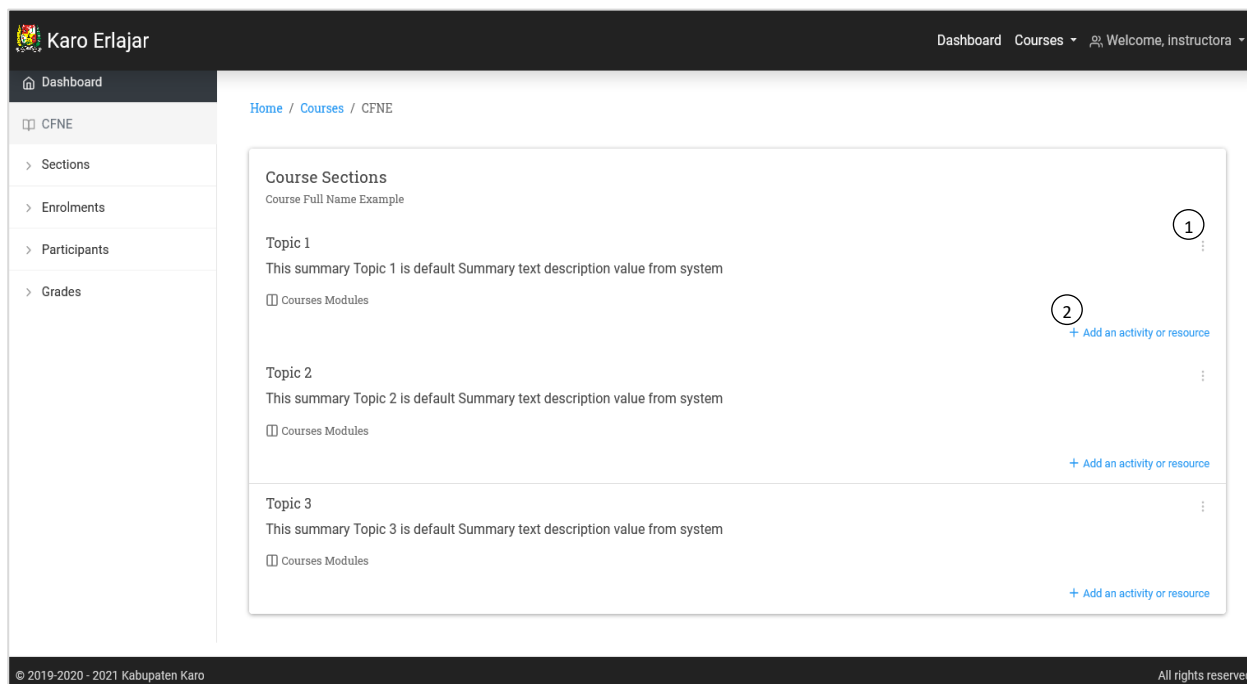 Karo Erlajar
Dashboard Courses Welcome, instructora
Dashboard
CFNE
Sections
Enrolments
Participants
Grades
Home / Courses / CFNE
Course Sections
Course Full Name Example
1
Topic 1
This summary Topic 1 is default Summary text description value from system
Courses Modules
2
+ Add an activity or resource
Topic 2
This summary Topic 2 is default Summary text description value from system
Courses Modules
+ Add an activity or resource
Topic 3
This summary Topic 3 is default Summary text description value from system
Courses Modules
+ Add an activity or resource
© 2019-2020 - 2021 Kabupaten Karo
All rights reserved